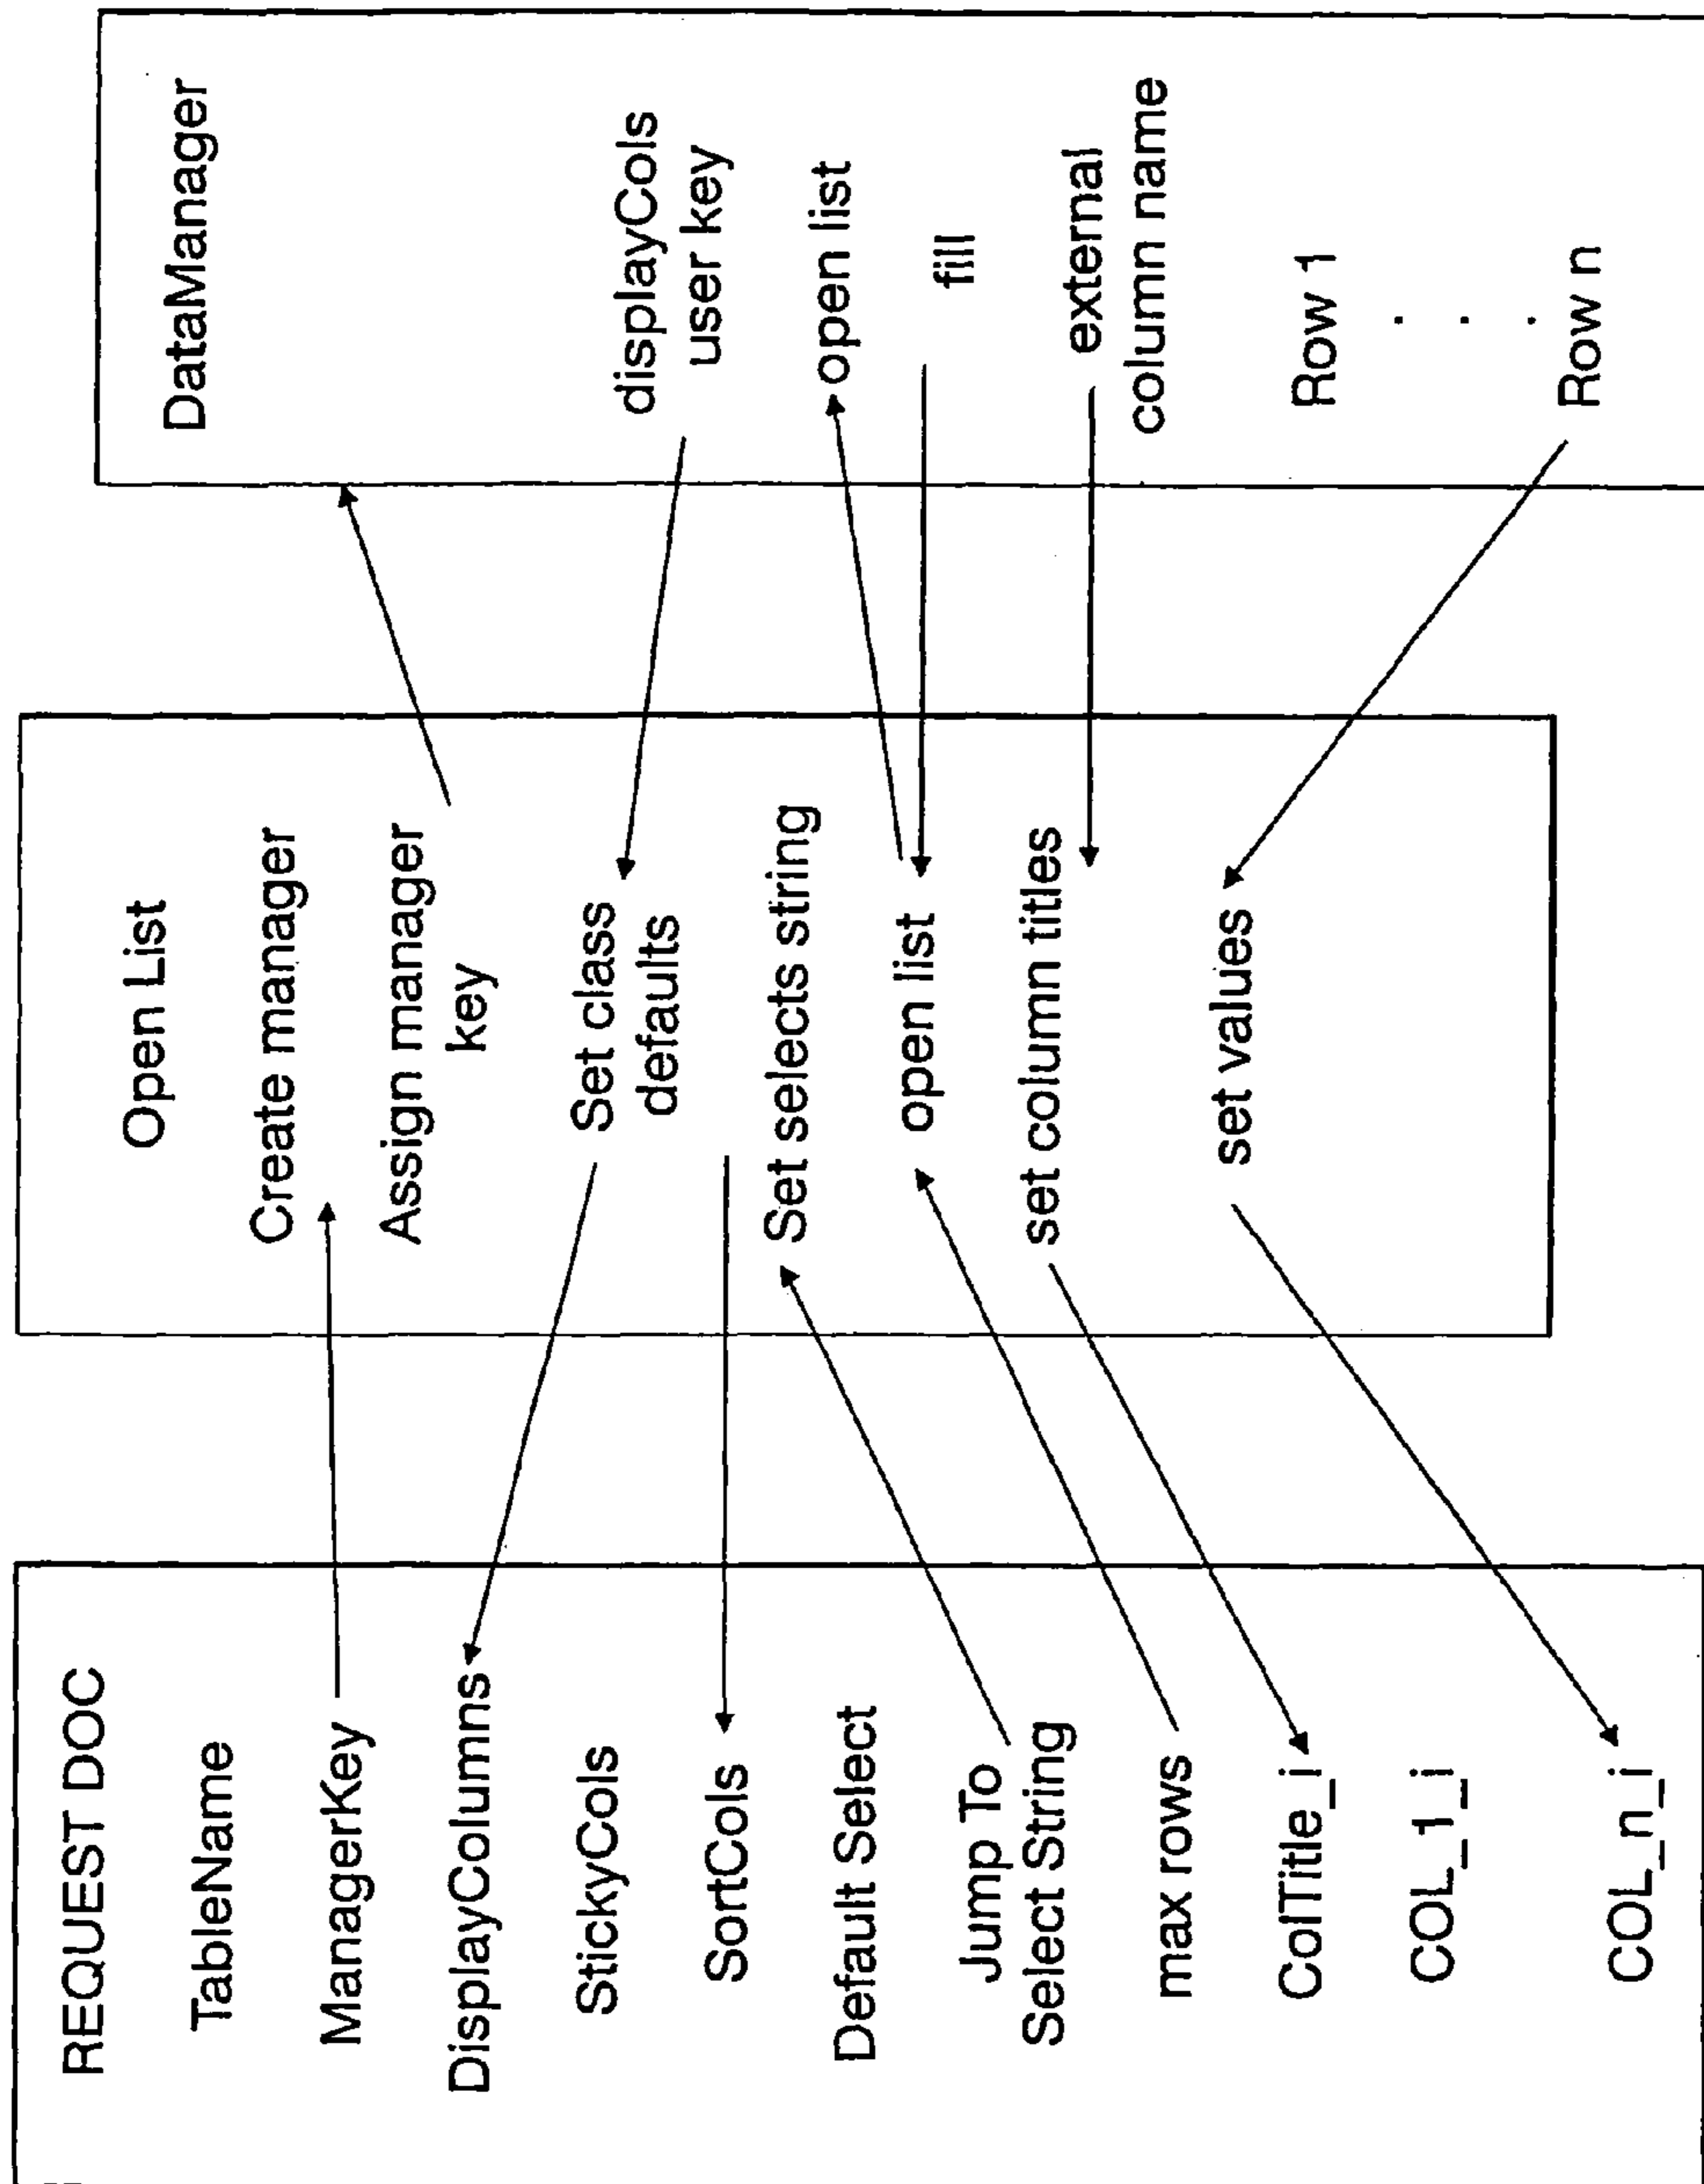 REQUEST DOC
TableName
ManagerKey
DisplayColumns
StickyCols
SortCols
Default Select
Jump To
Select String
max rows
ColTitle_i
COL_1_i
COL_n_i
Open List
Create manager
Assign manager
key
Set class
defaults
Set selects string
open list
set column titles
set values
DataManager
displayCols
user key
open list
fill
external
column name
Row 1
.
.
.
Row n